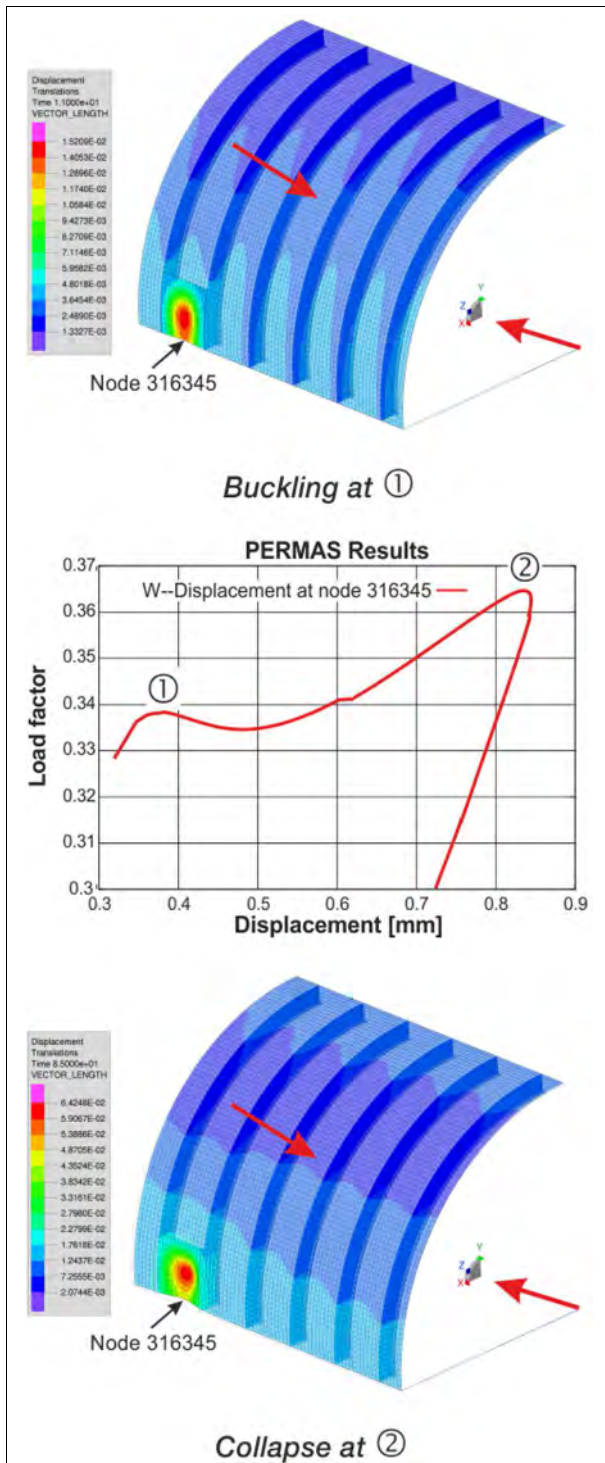 Displacement
Translations
Time 1.1000e+01
VECTOR_LENGTH
1.5209E-02
1.4053E-02
1.2896E-02
1.1740E-02
1.0584E-02
9.4273E-03
8.2709E-03
7.1146E-03
5.9582E-03
4.8018E-03
3.6454E-03
2.4890E-03
1.3327E-03
Y
Z
X
Node 316345
Buckling at ①
PERMAS Results
0.37
0.36
0.35
0.34
0.33
0.32
0.31
0.3
Load factor
W--Displacement at node 316345
①
②
0.3 0.4 0.5 0.6 0.7 0.8 0.9
Displacement [mm]
Displacement
Translations
Time 8.5000e+01
VECTOR_LENGTH
6.4248E-02
5.9067E-02
5.3886E-02
4.8705E-02
4.3524E-02
3.8342E-02
3.3161E-02
2.7980E-02
2.2799E-02
1.7618E-02
1.2437E-02
7.2555E-03
2.0744E-03
Y
Z
X
Node 316345
Collapse at ②